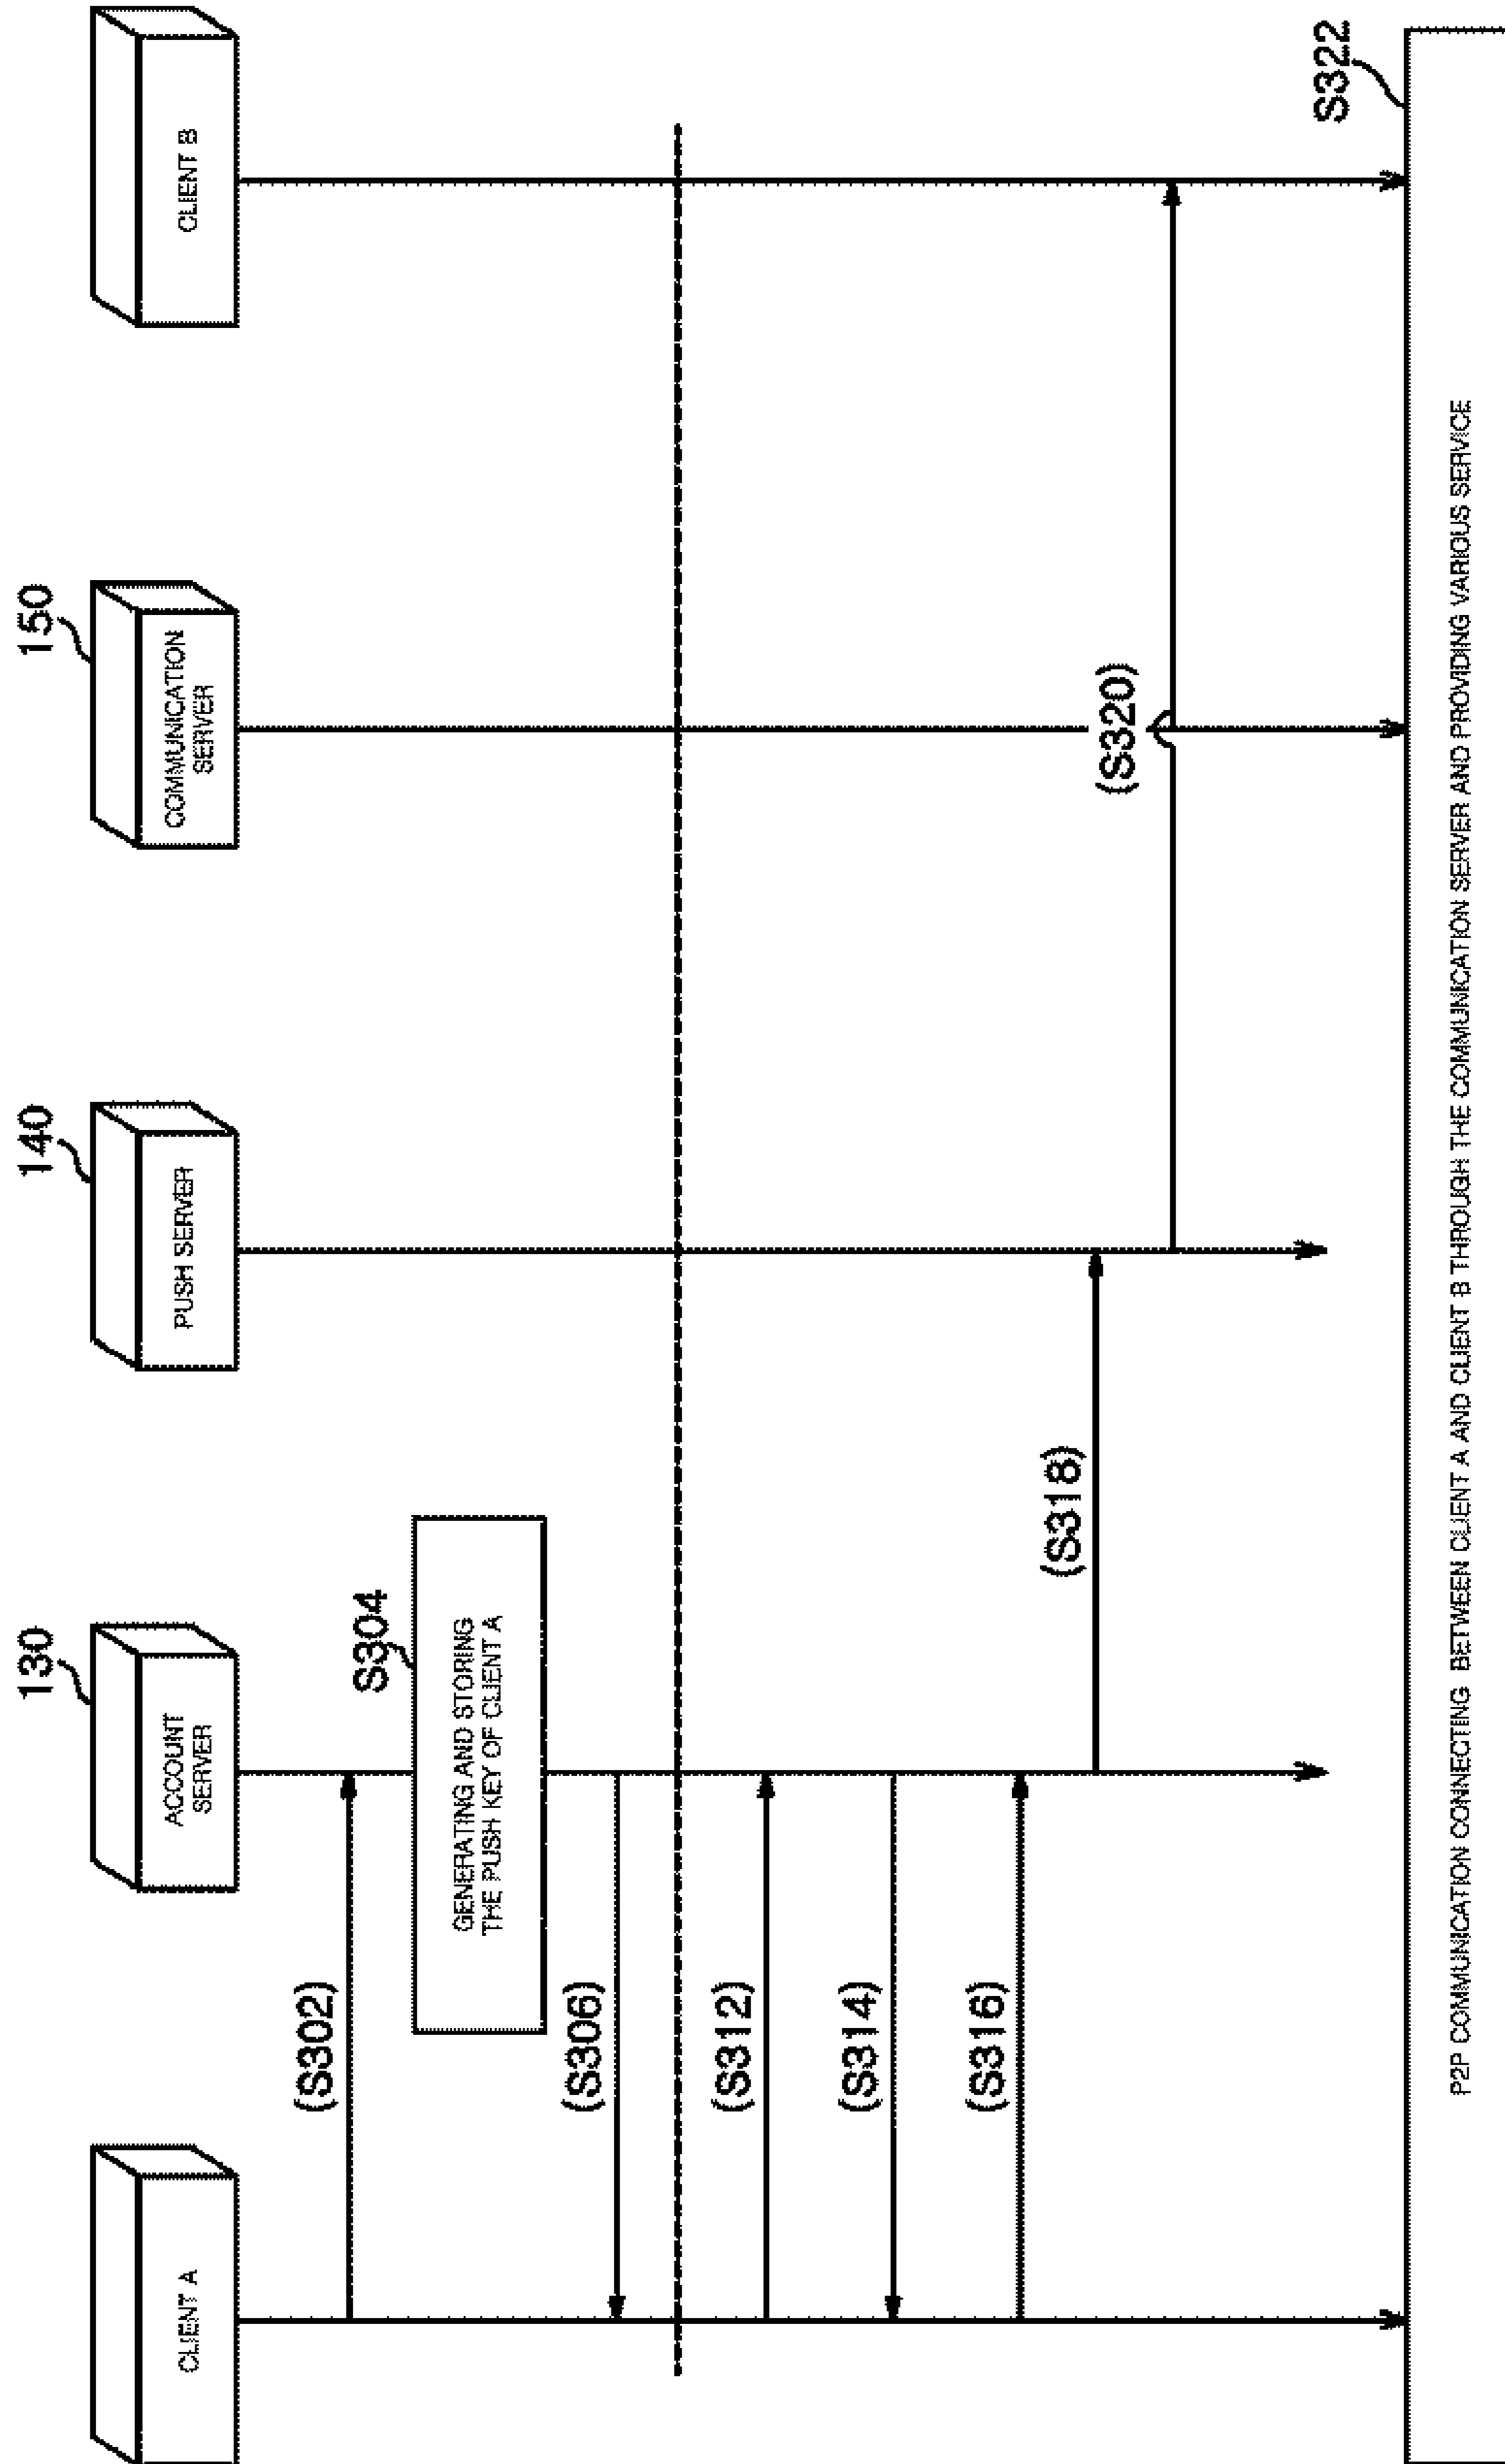 CLIENT A
130
ACCOUNT
SERVER
140
PUSH SERVER
150
COMMUNICATION
SERVER
CLIENT B
(S302)
S304
GENERATING AND STORING
THE PUSH KEY OF CLIENT A
(S306)
(S312)
(S314)
(S316)
(S318)
(S320)
S322
P2P COMMUNICATION CONNECTING BETWEEN CLIENT A AND CLIENT B THROUGH THE COMMUNICATION SERVER AND PROVIDING VARIOUS SERVICE